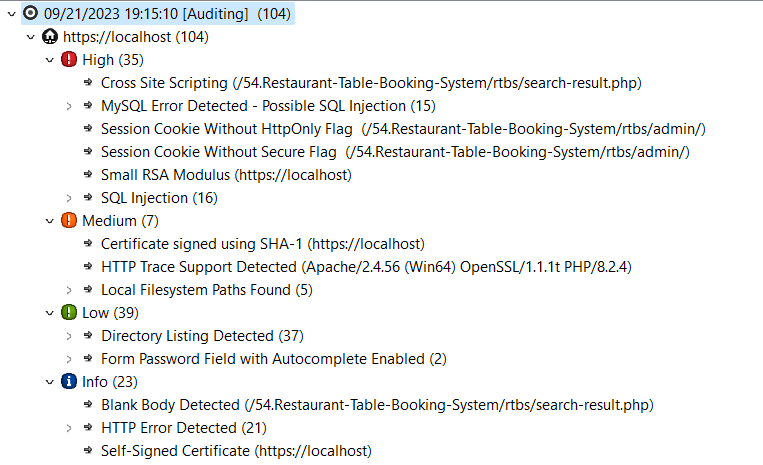 09/21/2023 19:15:10 [Auditing] (104)
https://localhost (104)
High (35)
Cross Site Scripting (/54.Restaurant-Table-Booking-System/rtbs/search-result.php)
MySQL Error Detected - Possible SQL Injection (15)
Session Cookie Without HttpOnly Flag (/54.Restaurant-Table-Booking-System/rtbs/admin/)
Session Cookie Without Secure Flag (/54.Restaurant-Table-Booking-System/rtbs/admin/)
Small RSA Modulus (https://localhost)
SQL Injection (16)
Medium (7)
Certificate signed using SHA-1 (https://localhost)
HTTP Trace Support Detected (Apache/2.4.56 (Win64) OpenSSL/1.1.1t PHP/8.2.4)
Local Filesystem Paths Found (5)
Low (39)
Directory Listing Detected (37)
Form Password Field with Autocomplete Enabled (2)
Info (23)
Blank Body Detected (/54.Restaurant-Table-Booking-System/rtbs/search-result.php)
HTTP Error Detected (21)
Self-Signed Certificate (https://localhost)